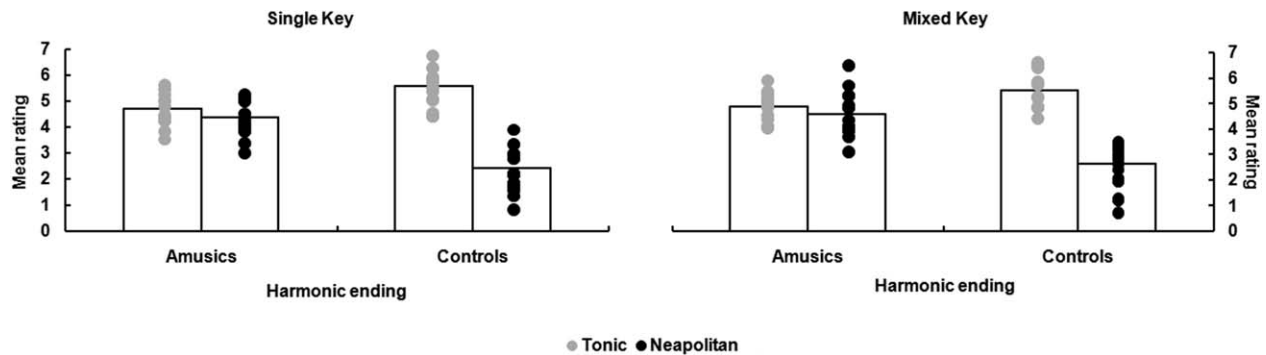 Single Key
Mean rating
7
6
5
4
3
2
1
0
Amusics Controls
Harmonic ending
Mixed Key
7
6
5
4
3
2
1
0
Mean rating
Amusics Controls
Harmonic ending
Tonic Neapolitan